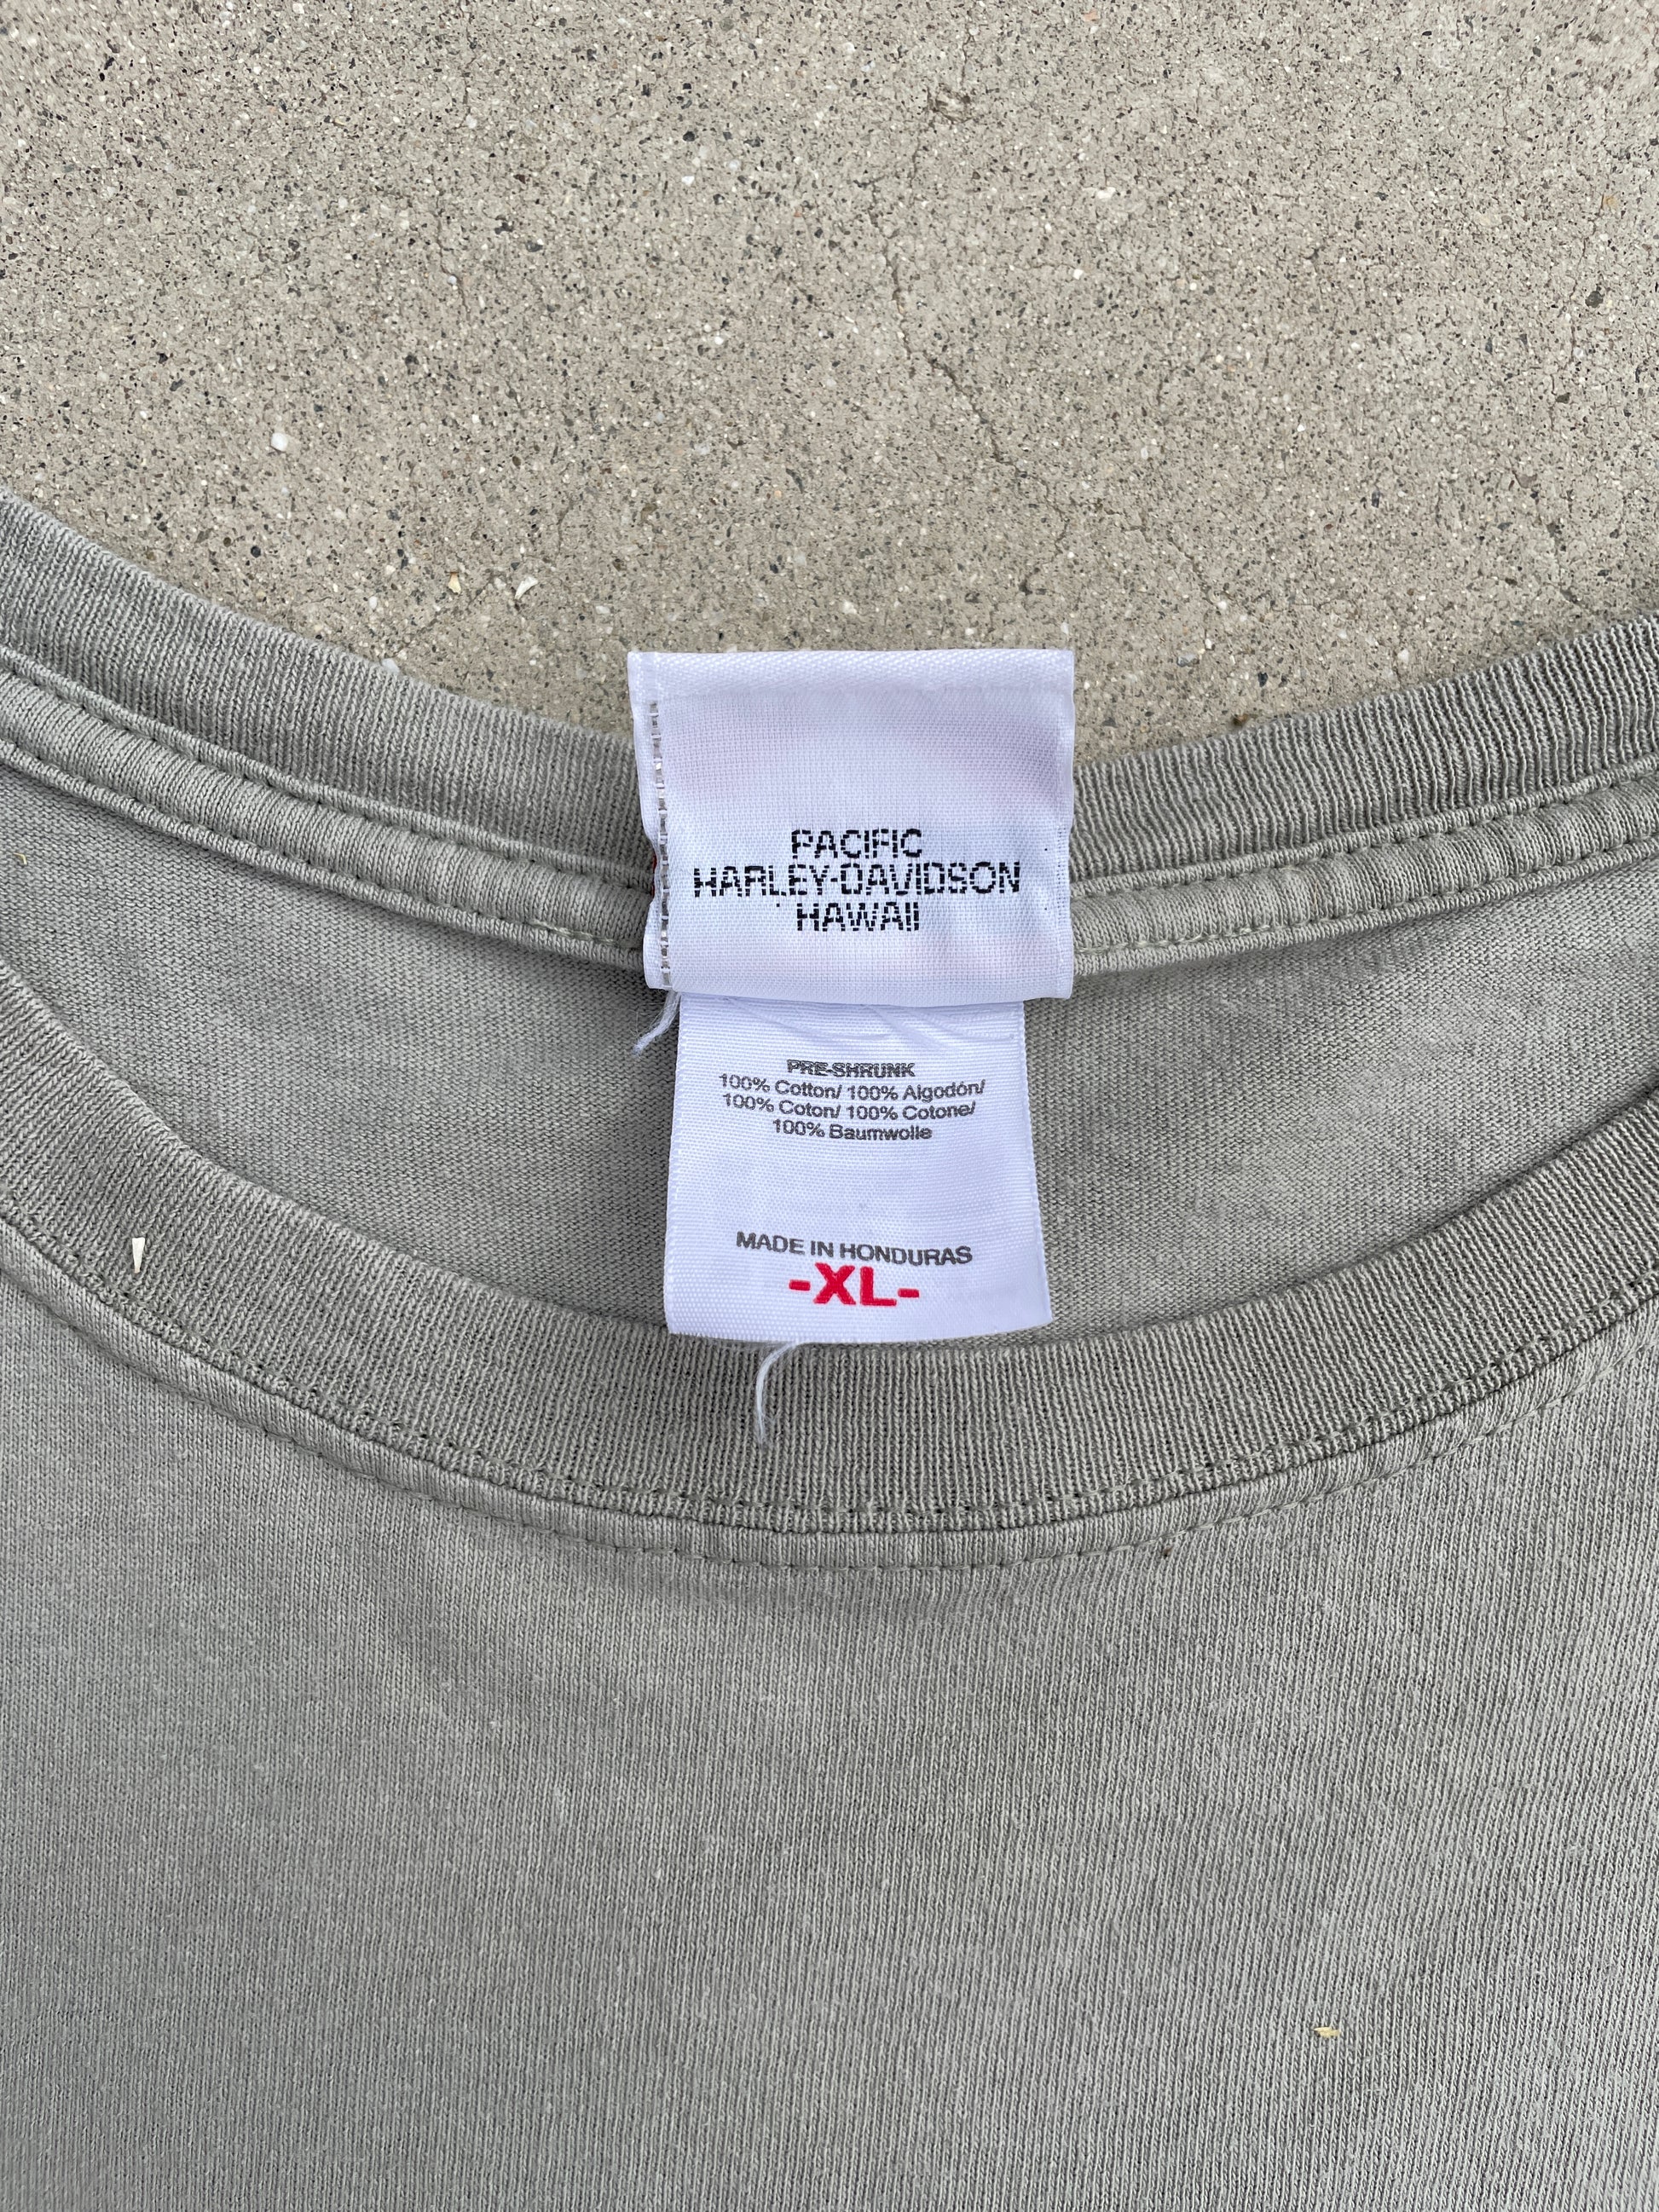 PACIFIC
HARLEY-DAVIDSON
HAWAII
PRE-SHRUNK
100% Cotton/ 100% Algodón/
100% Coton/ 100% Cotone/
100% Baumwolle
MADE IN HONDURAS
-XL-